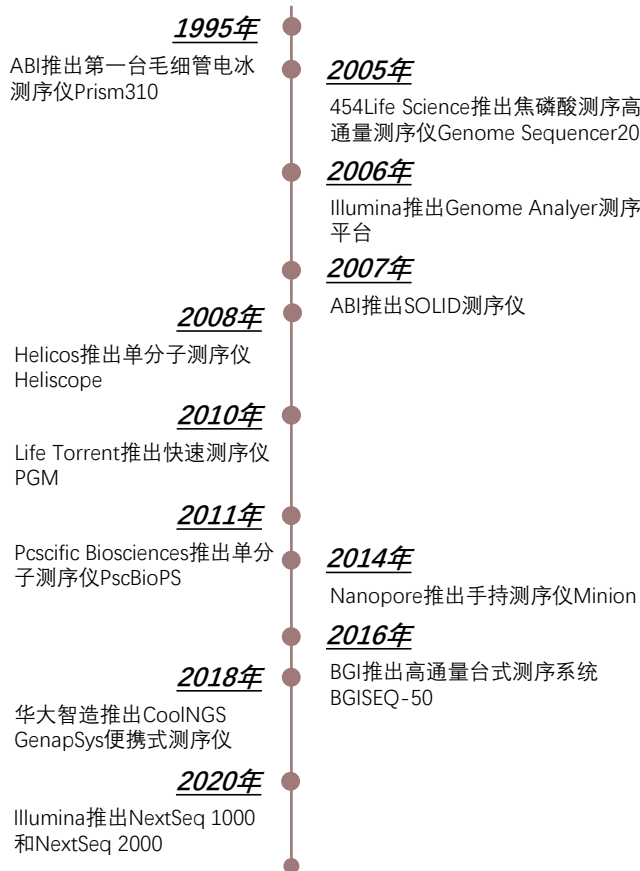 1995年
ABI推出第一台毛细管电冰
测序仪Prism310
2005年
454Life Science推出焦磷酸测序高
通量测序仪Genome Sequencer20
2006年
Illumina推出Genome Analyer测序
平台
2007年
ABI推出SOLID测序仪
2008年
Helicos推出单分子测序仪
Heliscope
2010年
Life Torrent推出快速测序仪
PGM
2011年
Pcscific Biosciences推出单分
子测序仪PscBioPS
2014年
Nanopore推出手持测序仪Minion
2016年
BGI推出高通量台式测序系统
BGISEQ-50
2018年
华大智造推出CoolNGS
GenapSys便携式测序仪
2020年
Illumina推出NextSeq 1000
和NextSeq 2000